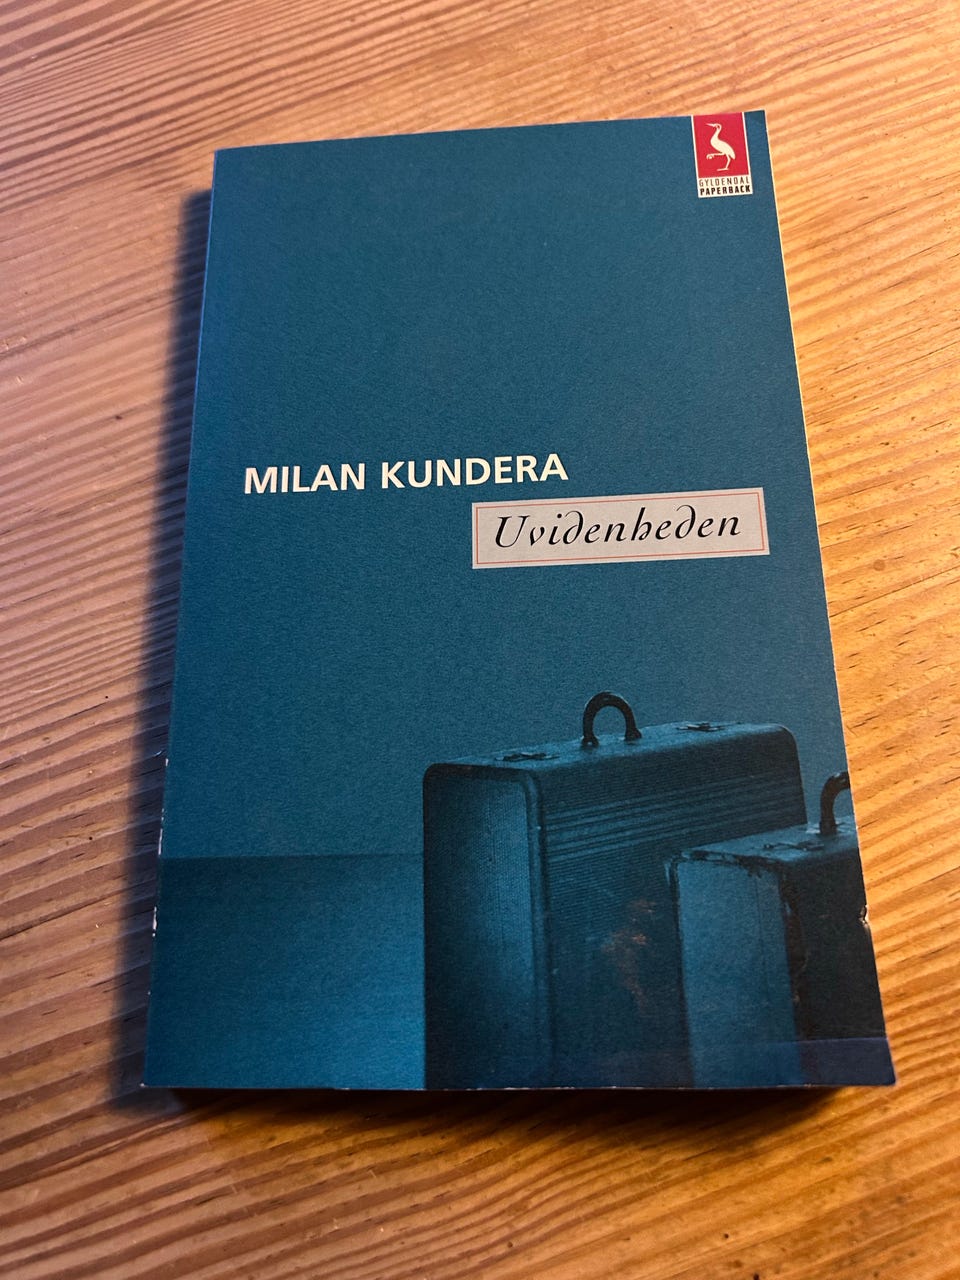 GYLDENDAL
PAPERBACK
MILAN KUNDERA
Uvidenheden